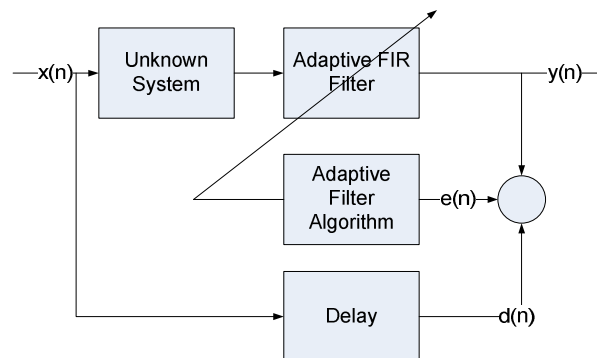 x(n)
Unknown
System
Adaptive FIR
Filter
y(n)
Adaptive
Filter
Algorithm
e(n)
Delay
d(n)